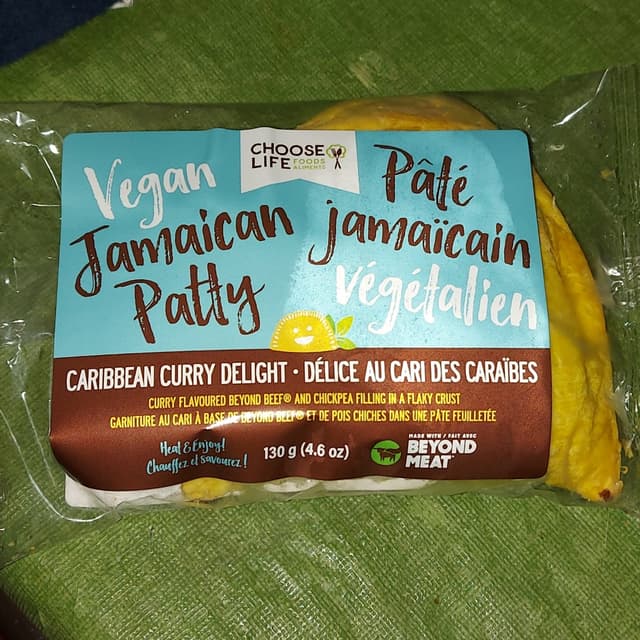 CHOOSE
LIFE FOODS
ALIMENTS
Vegan
Jamaican
Patty
Pâté
jamaïcain
végétalien
CARIBBEAN CURRY DELIGHT · DÉLICE AU CARI DES CARAÏBES
CURRY FLAVOURED BEYOND BEEF® AND CHICKPEA FILLING IN A FLAKY CRUST
GARNITURE AU CARI À BASE DE BEYOND BEEF® ET DE POIS CHICHES DANS UNE PÂTE FEUILLETÉE
Heat & Enjoy!
Chauffez et savourez!
130 g (4.6 oz)
MADE WITH / FAIT AVEC
BEYOND
MEAT